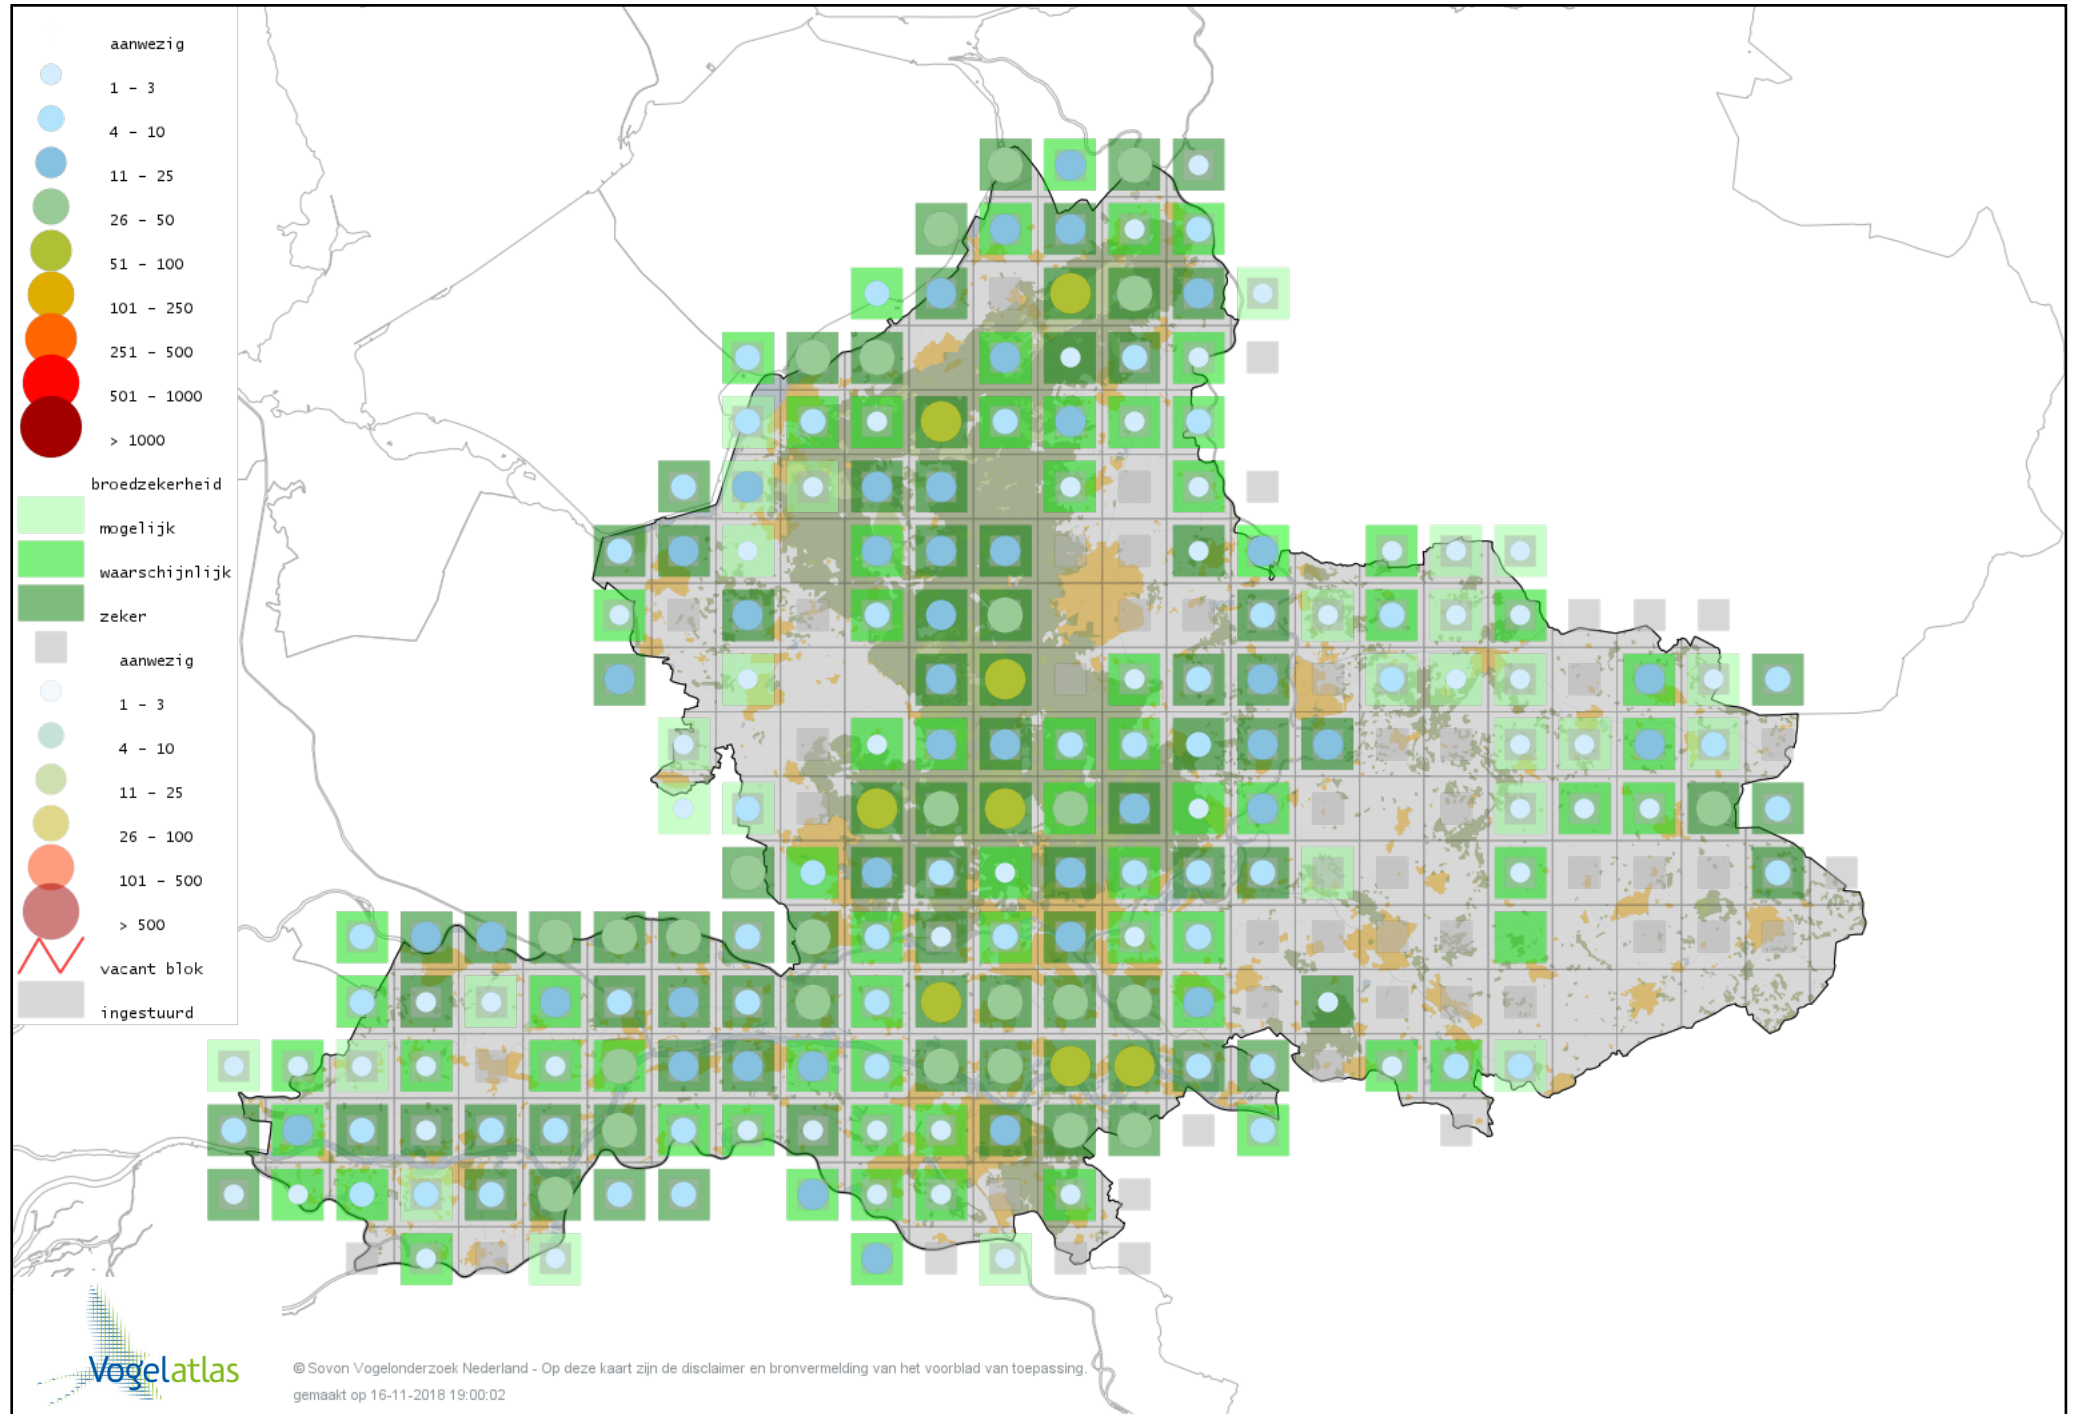 aanwezig
1 - 3
4 - 10
11 - 25
26 - 50
51 - 100
101 - 250
251 - 500
501 - 1000
> 1000
broedzekerheid
mogelijk
waarschijnlijk
zeker
aanwezig
1 - 3
4 - 10
11 - 25
26 - 100
101 - 500
> 500
vacant blok
ingestuurd
Vogelatlas
© Sovon Vogelonderzoek Nederland - Op deze kaart zijn de disclaimer en bronvermelding van het voorblad van toepassing.
gemaakt op 16-11-2018 19:00:02